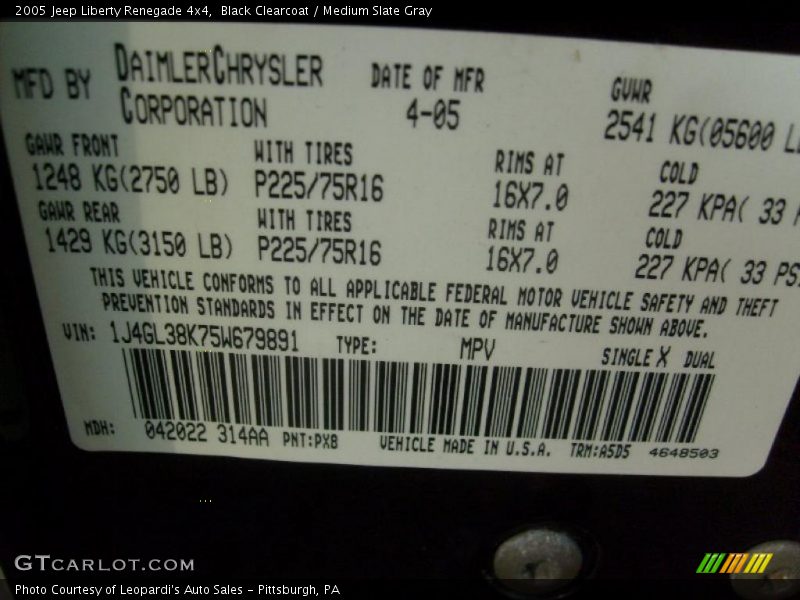 2005 Jeep Liberty Renegade 4x4, Black Clearcoat / Medium Slate Gray
MFD BY DAIMLERCHRYSLER CORPORATION DATE OF MFR 4-05 GVWR 2541 KG(05600 L
GAWR FRONT WITH TIRES RIMS AT COLD
1248 KG(2750 LB) P225/75R16 16X7.0 227 KPA( 33 P
GAWR REAR WITH TIRES RIMS AT COLD
1429 KG(3150 LB) P225/75R16 16X7.0 227 KPA( 33 PS
THIS VEHICLE CONFORMS TO ALL APPLICABLE FEDERAL MOTOR VEHICLE SAFETY AND THEFT
PREVENTION STANDARDS IN EFFECT ON THE DATE OF MANUFACTURE SHOWN ABOVE.
VIN: 1J4GL38K75W679891 TYPE: MPV SINGLE X DUAL
MDH: 042022 314AA PNT:PX8 VEHICLE MADE IN U.S.A. TRM:A5D5 4648503
GTCARLOT.COM
Photo Courtesy of Leopardi's Auto Sales - Pittsburgh, PA